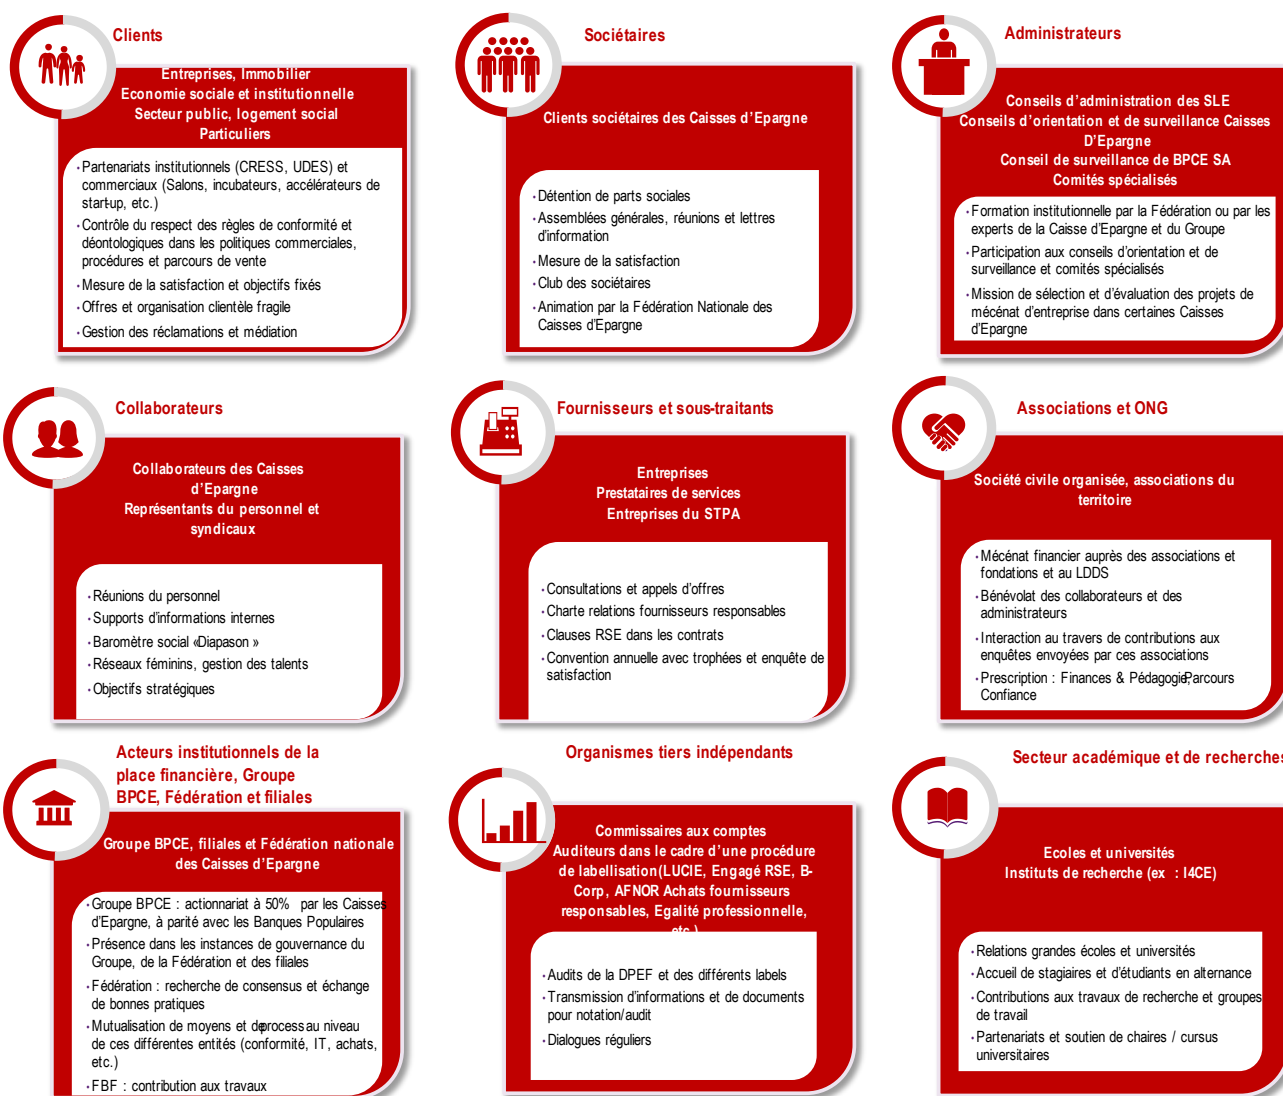 Clients
Entreprises, Immobilier
Economie sociale et institutionnelle
Secteur public, logement social
Particuliers
· Partenariats institutionnels (CRESS, UDES) et
commerciaux (Salons, incubateurs, accélérateurs de
start-up, etc.)
· Contrôle du respect des règles de conformité et
déontologiques dans les politiques commerciales,
procédures et parcours de vente
· Mesure de la satisfaction et objectifs fixés
· Offres et organisation clientèle fragile
· Gestion des réclamations et médiation
Sociétaires
Clients sociétaires des Caisses d'Epargne
· Détention de parts sociales
· Assemblées générales, réunions et lettres
d'information
· Mesure de la satisfaction
· Club des sociétaires
· Animation par la Fédération Nationale des
Caisses d'Epargne
Administrateurs
Conseils d'administration des SLE
Conseils d'orientation et de surveillance Caisses
D'Epargne
Conseil de surveillance de BPCE SA
Comités spécialisés
· Formation institutionnelle par la Fédération ou par les
experts de la Caisse d'Epargne et du Groupe
· Participation aux conseils d'orientation et de
surveillance et comités spécialisés
· Mission de sélection et d'évaluation des projets de
mécénat d'entreprise dans certaines Caisses
d'Epargne
Collaborateurs
Collaborateurs des Caisses
d'Epargne
Représentants du personnel et
syndicaux
· Réunions du personnel
· Supports d'informations internes
· Baromètre social «Diapason »
· Réseaux féminins, gestion des talents
· Objectifs stratégiques
Fournisseurs et sous-traitants
Entreprises
Prestataires de services
Entreprises du STPA
· Consultations et appels d'offres
· Charte relations fournisseurs responsables
· Clauses RSE dans les contrats
· Convention annuelle avec trophées et enquête de
satisfaction
Associations et ONG
Société civile organisée, associations du
territoire
· Mécénat financier auprès des associations et
fondations et au LDDS
· Bénévolat des collaborateurs et des
administrateurs
· Interaction au travers de contributions aux
enquêtes envoyées par ces associations
· Prescription : Finances & Pédagogie, Parcours
Confiance
Acteurs institutionnels de la
place financière, Groupe
BPCE, Fédération et filiales
Groupe BPCE, filiales et Fédération nationale
des Caisses d'Epargne
· Groupe BPCE : actionnariat à 50% par les Caisses
d'Epargne, à parité avec les Banques Populaires
· Présence dans les instances de gouvernance du
Groupe, de la Fédération et des filiales
· Fédération : recherche de consensus et échange
de bonnes pratiques
· Mutualisation de moyens et de process au niveau
de ces différentes entités (conformité, IT, achats,
etc.)
· FBF : contribution aux travaux
Organismes tiers indépendants
Commissaires aux comptes
Auditeurs dans le cadre d'une procédure
de labellisation(LUCIE, Engagé RSE, B-
Corp, AFNOR Achats fournisseurs
responsables, Egalité professionnelle,
etc.)
· Audits de la DPEF et des différents labels
· Transmission d'informations et de documents
pour notation/audit
· Dialogues réguliers
Secteur académique et de recherches
Ecoles et universités
Instituts de recherche (ex : I4CE)
· Relations grandes écoles et universités
· Accueil de stagiaires et d'étudiants en alternance
· Contributions aux travaux de recherche et groupes
de travail
· Partenariats et soutien de chaires / cursus
universitaires